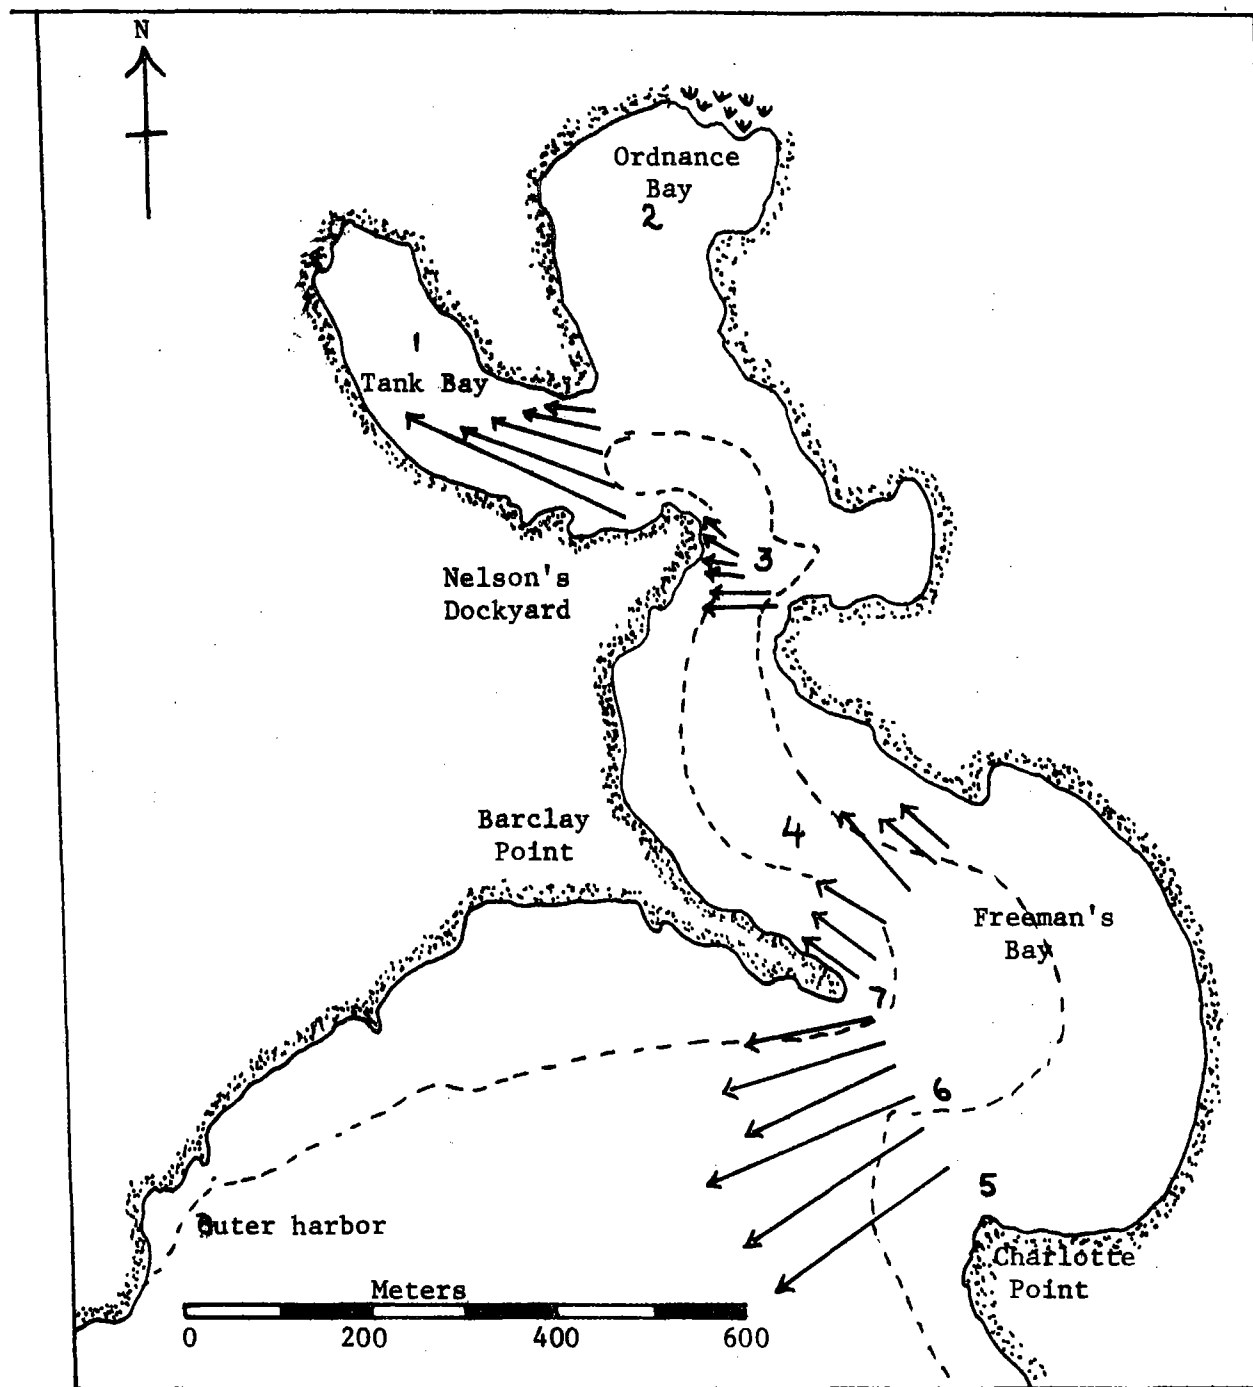 N
Ordnance
Bay
2
1
Tank Bay
3
Nelson's
Dockyard
Barclay
Point
4
Freeman's
Bay
7
6
5
Outer harbor
Charlotte
Point
Meters
0 200 400 600